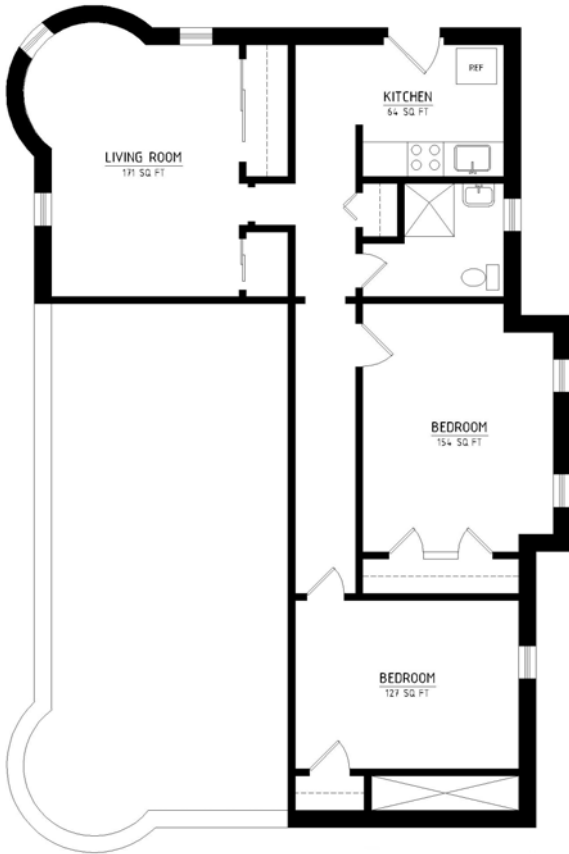 REF
KITCHEN
64 SQ FT
LIVING ROOM
171 SQ FT
BEDROOM
154 SQ FT
BEDROOM
127 SQ FT